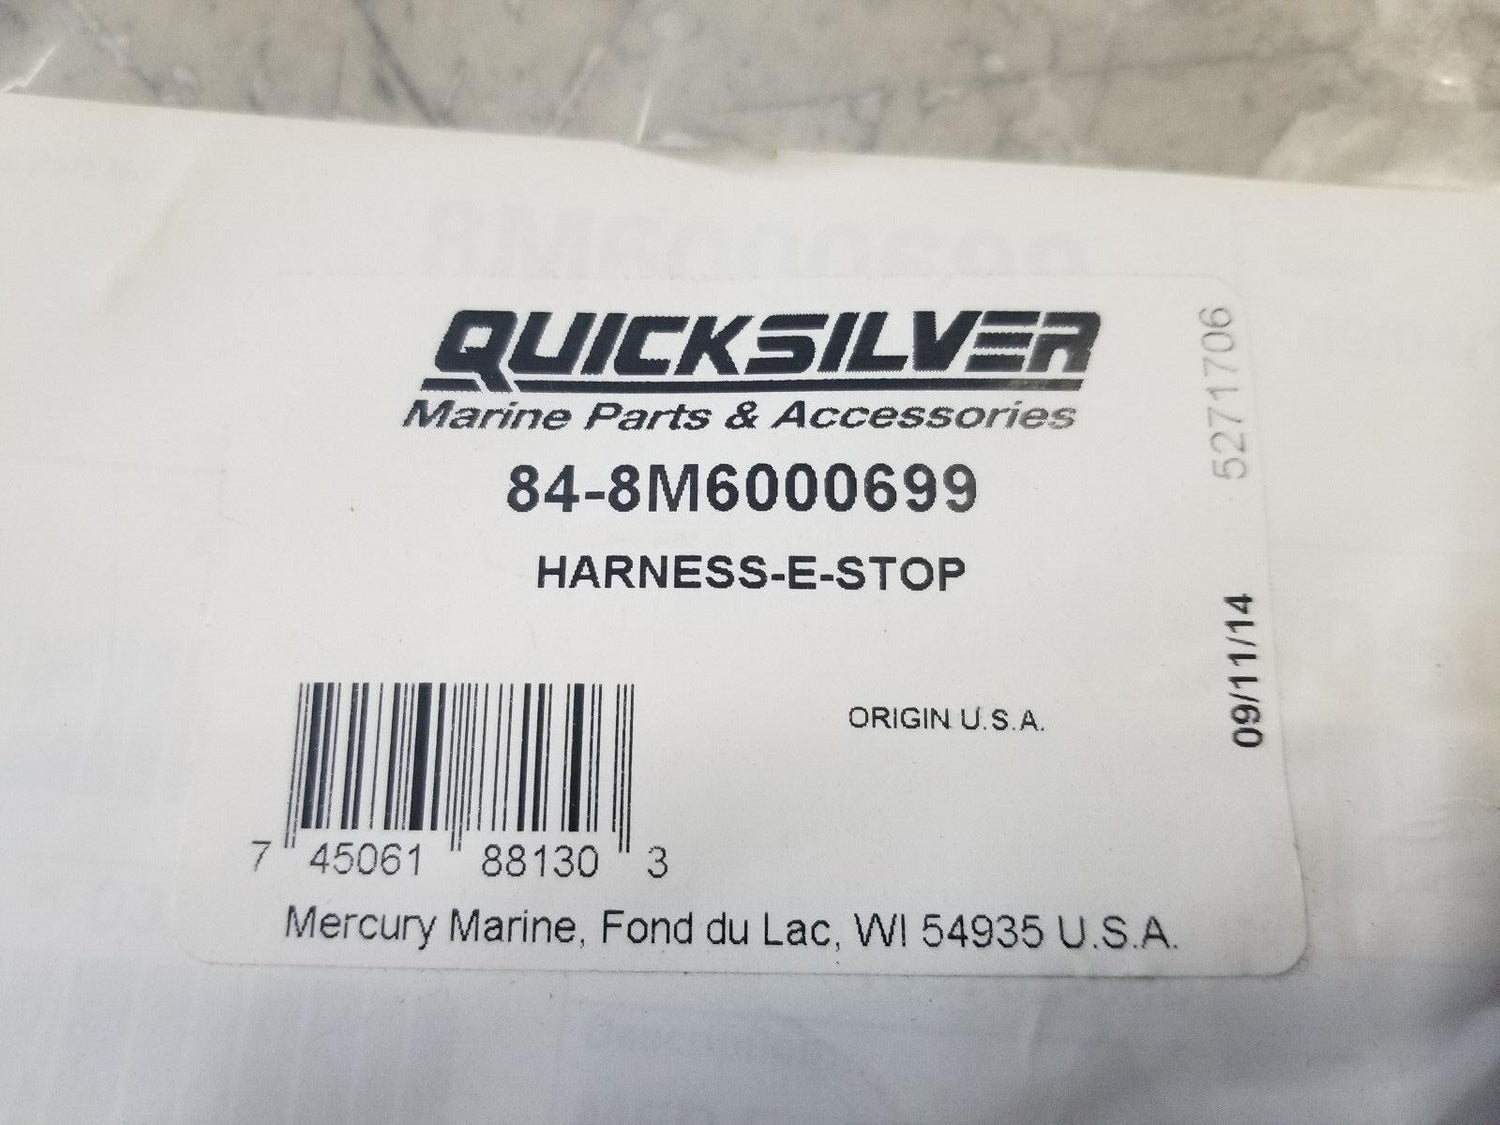 QUICKSILVER
Marine Parts & Accessories
84-8M6000699
HARNESS-E-STOP
ORIGIN U.S.A.
7 45061 88130 3
Mercury Marine, Fond du Lac, WI 54935 U.S.A.
5271706
09/11/14